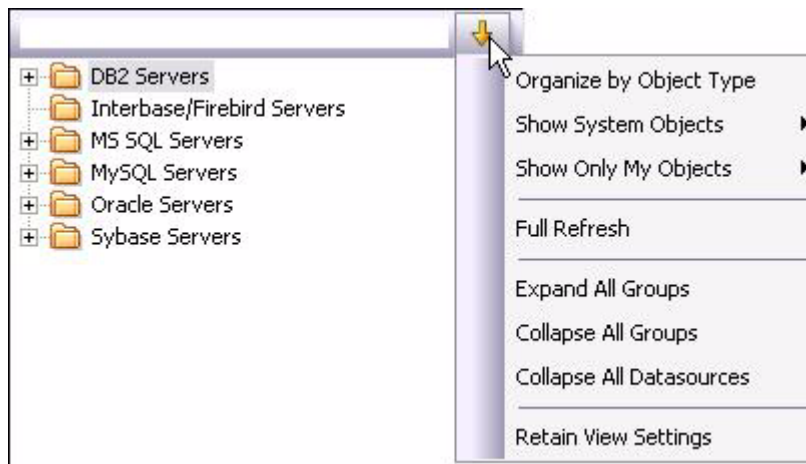 DB2 Servers
Interbase/Firebird Servers
MS SQL Servers
MySQL Servers
Oracle Servers
Sybase Servers
Organize by Object Type
Show System Objects
Show Only My Objects
Full Refresh
Expand All Groups
Collapse All Groups
Collapse All Datasources
Retain View Settings